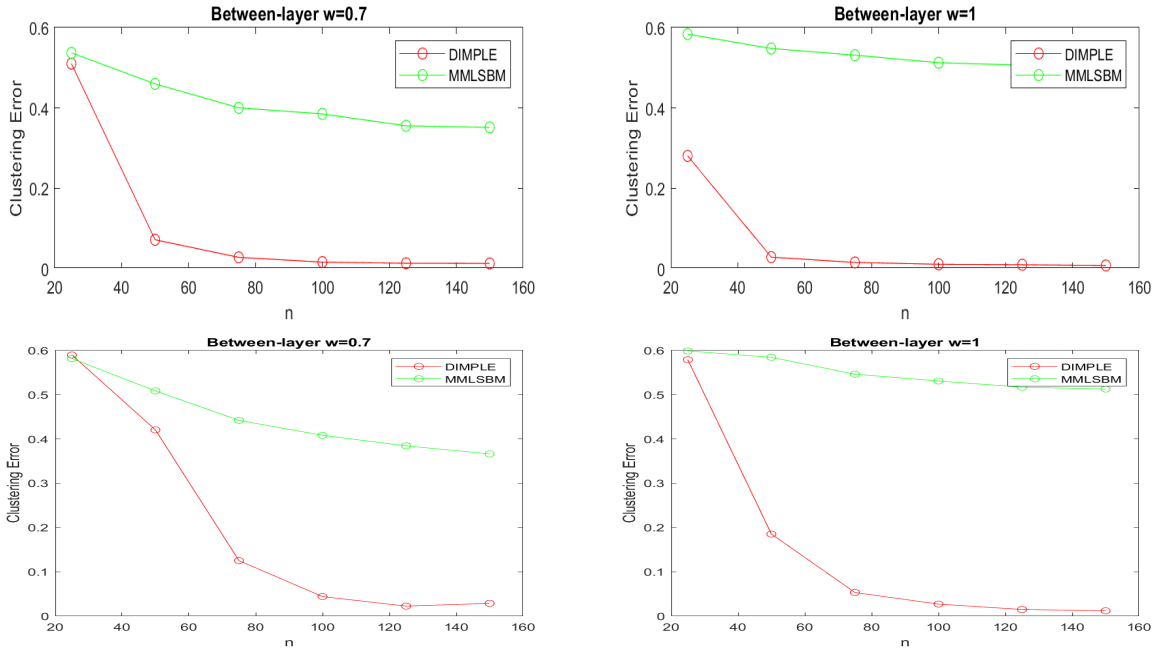 Between-layer w=0.7
0.6
0.4
0.2
0
Clustering Error
DIMPLE
MMLSBM
20 40 60 80 100 120 140 160
n
Between-layer w=1
0.6
0.4
0.2
0
Clustering Error
DIMPLE
MMLSBM
20 40 60 80 100 120 140 160
n
Between-layer w=0.7
0.6
0.5
0.4
0.3
0.2
0.1
0
Clustering Error
DIMPLE
MMLSBM
20 40 60 80 100 120 140 160
n
Between-layer w=1
0.6
0.5
0.4
0.3
0.2
0.1
0
Clustering Error
DIMPLE
MMLSBM
20 40 60 80 100 120 140 160
n